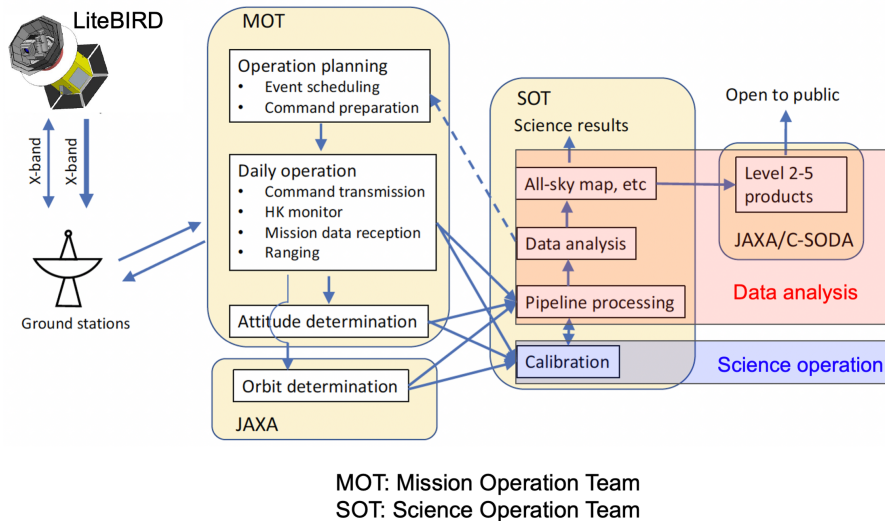 LiteBIRD
X-band
X-band
Ground stations
MOT
Operation planning
• Event scheduling
• Command preparation
Daily operation
• Command transmission
• HK monitor
• Mission data reception
• Ranging
Attitude determination
Orbit determination
JAXA
SOT
Science results
All-sky map, etc
Data analysis
Pipeline processing
Calibration
Open to public
Level 2-5
products
JAXA/C-SODA
Data analysis
Science operation
MOT: Mission Operation Team
SOT: Science Operation Team